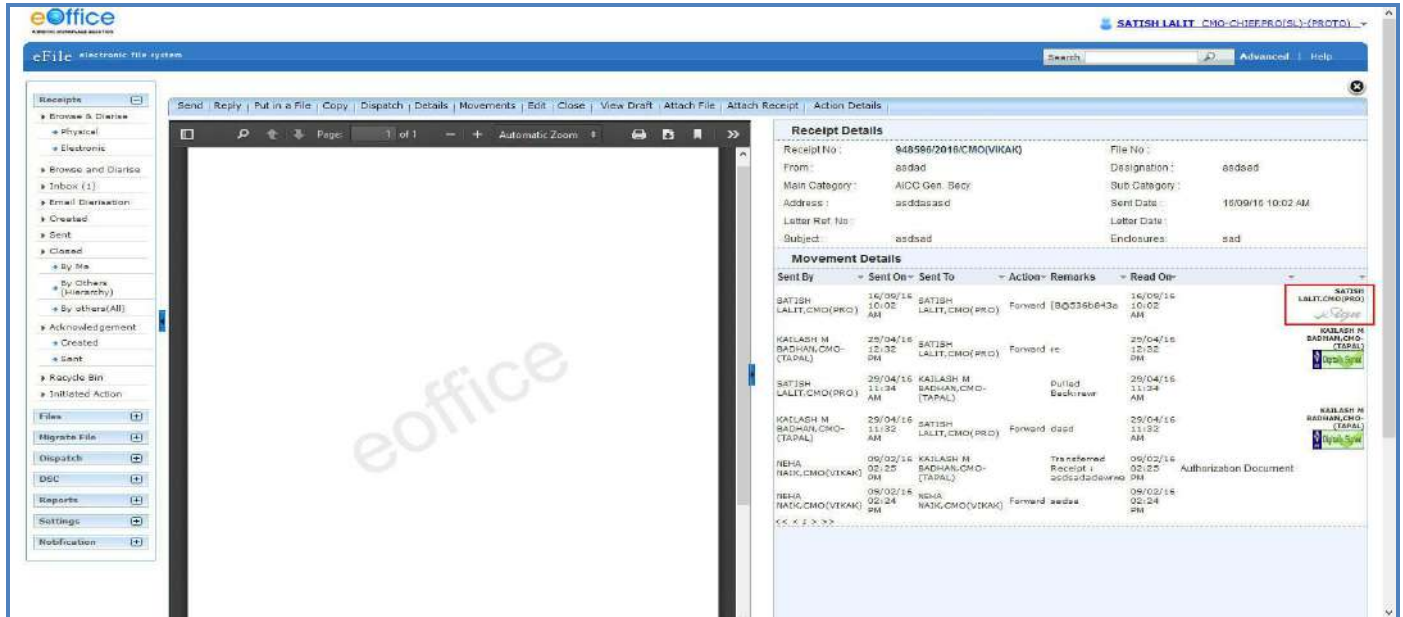 eOffice
SATISH LALIT CMO-CHIEF.PRO(SL)-(PROTO)
eFile electronic file system
Search
Advanced | Help
Receipts
Browse & Diarise
Physical
Electronic
Browse and Diarise
Inbox (1)
Email Diarisation
Created
Sent
Closed
By Me
By Others
(Hierarchy)
By others(All)
Acknowledgement
Created
Sent
Recycle Bin
Initiated Action
Files
Migrate File
Dispatch
DSC
Reports
Settings
Notification
Send | Reply | Put in a File | Copy | Dispatch | Details | Movements | Edit | Close | View Draft | Attach File | Attach Receipt | Action Details
Page: 1 of 1 Automatic Zoom
eoffice
Receipt Details
Receipt No : 948596/2016/CMO(VIKAK) File No :
From : asdad Designation : asdsad
Main Category : AICC Gen. Secy Sub Category :
Address : asddasasd Sent Date : 16/09/16 10:02 AM
Letter Ref. No : Letter Date :
Subject : asdsad Enclosures: sad
Movement Details
Sent By Sent On Sent To Action Remarks Read On
SATISH LALIT,CMO(PRO) 16/09/16 10:02 AM SATISH LALIT,CMO(PRO) Forward 16/09/16 10:02 AM SATISH LALIT,CMO(PRO) eSign
KAILASH M BADHAN,CMO-(TAPAL) 29/04/16 12:32 PM SATISH LALIT,CMO(PRO) Forward re 29/04/16 12:32 PM KAILASH M BADHAN,CMO-(TAPAL) Digitally Signed
SATISH LALIT,CMO(PRO) 29/04/16 11:34 AM KAILASH M BADHAN,CMO-(TAPAL) Pulled 29/04/16 11:34 AM
KAILASH M BADHAN,CMO-(TAPAL) 29/04/16 11:32 AM SATISH LALIT,CMO(PRO) Forward dasd 29/04/16 11:32 AM KAILASH M BADHAN,CMO-(TAPAL) Digitally Signed
NEHA NAIK,CMO(VIKAK) 09/02/16 02:25 PM KAILASH M BADHAN,CMO-(TAPAL) Transferred Receipt : 09/02/16 02:25 PM Authorization Document
NEHA NAIK,CMO(VIKAK) 09/02/16 02:24 PM NEHA NAIK,CMO(VIKAK) Forward 09/02/16 02:24 PM
<< < 1 > >>